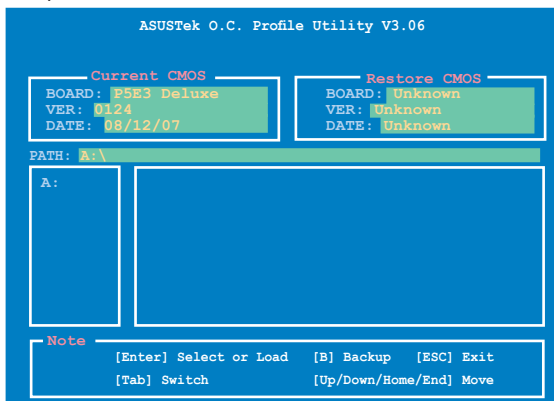 ASUSTek O.C. Profile Utility V3.06
Current CMOS
BOARD: P5E3 Deluxe
VER: 0124
DATE: 08/12/07
Restore CMOS
BOARD: Unknown
VER: Unknown
DATE: Unknown
PATH: A:\
A:
Note
[Enter] Select or Load [B] Backup [ESC] Exit
[Tab] Switch [Up/Down/Home/End] Move